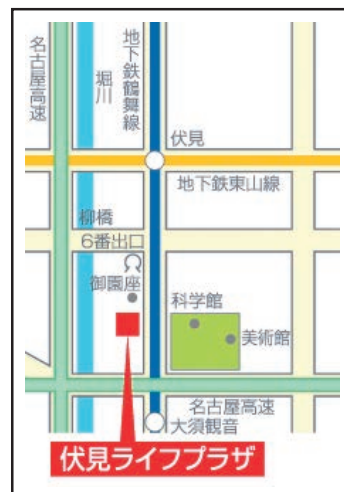 名古屋高速
堀川
地下鉄鶴舞線
伏見
地下鉄東山線
柳橋
6番出口
御園座
科学館
美術館
名古屋高速
大須観音
伏見ライフプラザ